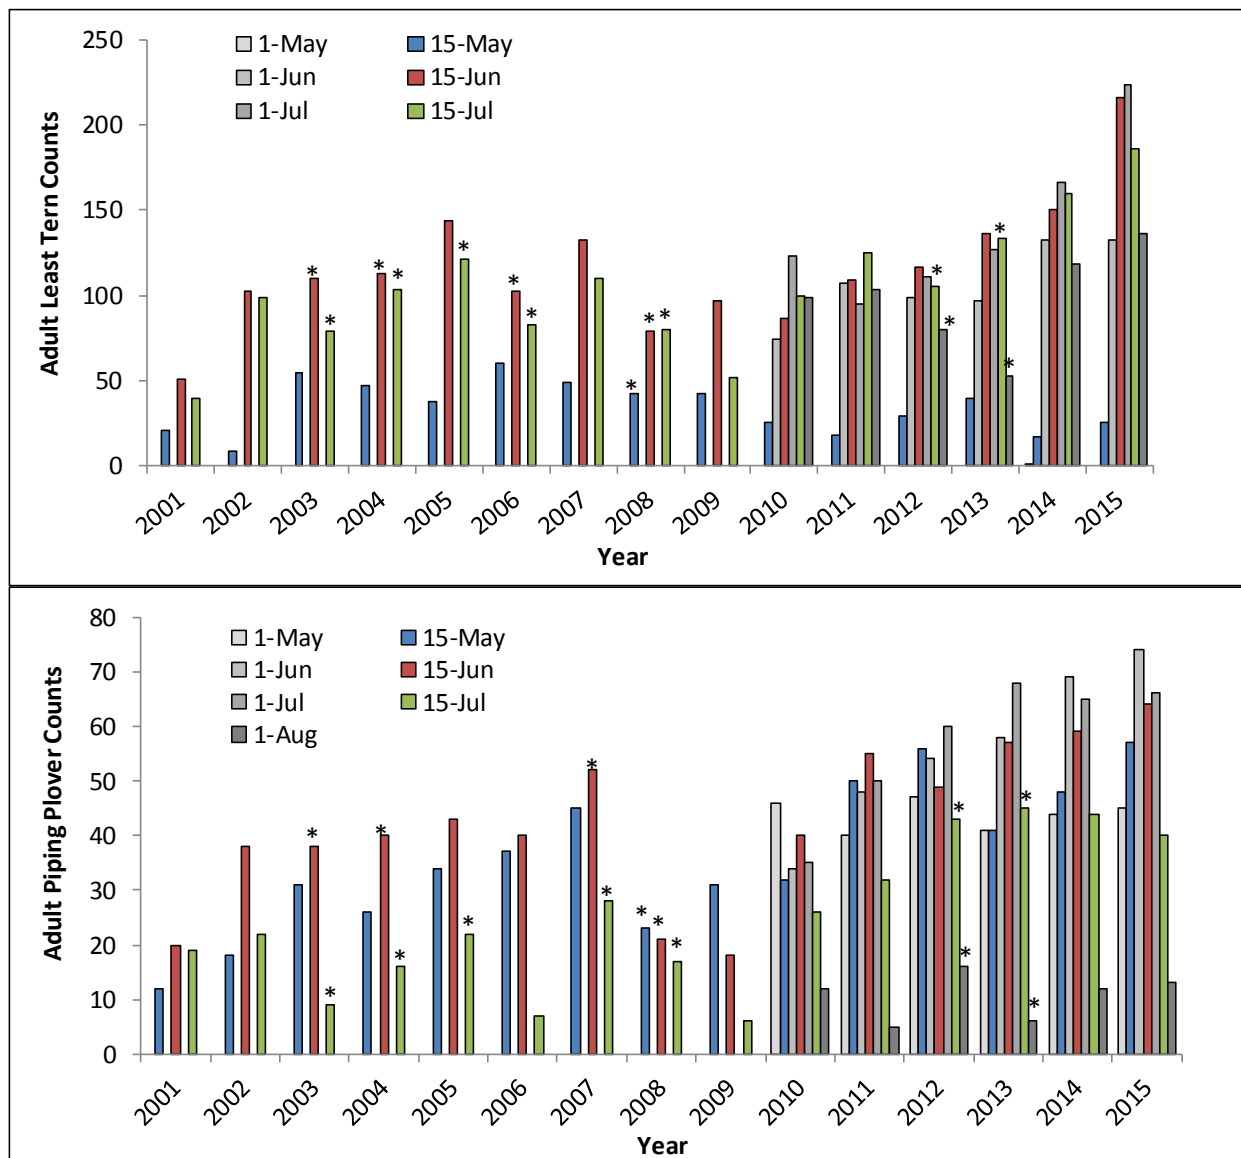 250
200
150
100
50
0
Adult Least Tern Counts
1-May 15-May
1-Jun 15-Jun
1-Jul 15-Jul
* * * * * * * * * * * * *
2001 2002 2003 2004 2005 2006 2007 2008 2009 2010 2011 2012 2013 2014 2015
Year
80
70
60
50
40
30
20
10
0
Adult Piping Plover Counts
1-May 15-May
1-Jun 15-Jun
1-Jul 15-Jul
1-Aug
* * * * * * * * * * * * * *
2001 2002 2003 2004 2005 2006 2007 2008 2009 2010 2011 2012 2013 2014 2015
Year